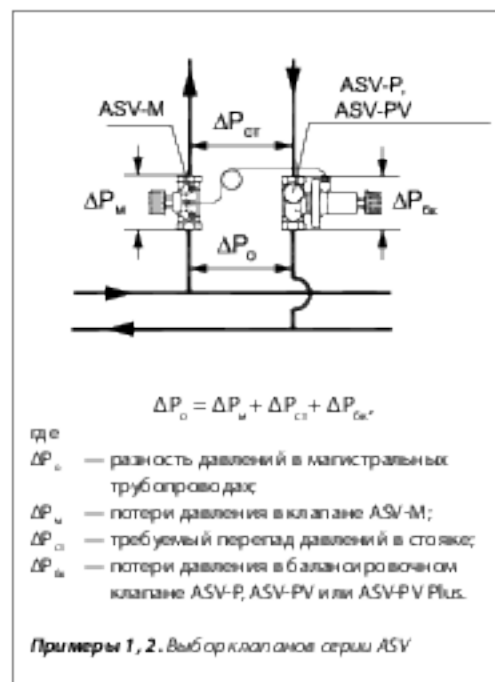 ASV-P,
ASV-M ASV-PV
ΔPст
ΔPм ΔPбк
ΔPо
ΔPо = ΔPм + ΔPст + ΔPбк,
где
ΔPо — разность давлений в магистральных
трубопроводах;
ΔPм — потери давления в клапане ASV-M;
ΔPст — требуемый перепад давлений в стояке;
ΔPбк — потери давления в балансировочном
клапане ASV-P, ASV-PV или ASV-PV Plus.
Примеры 1, 2. Выбор клапанов серии ASV